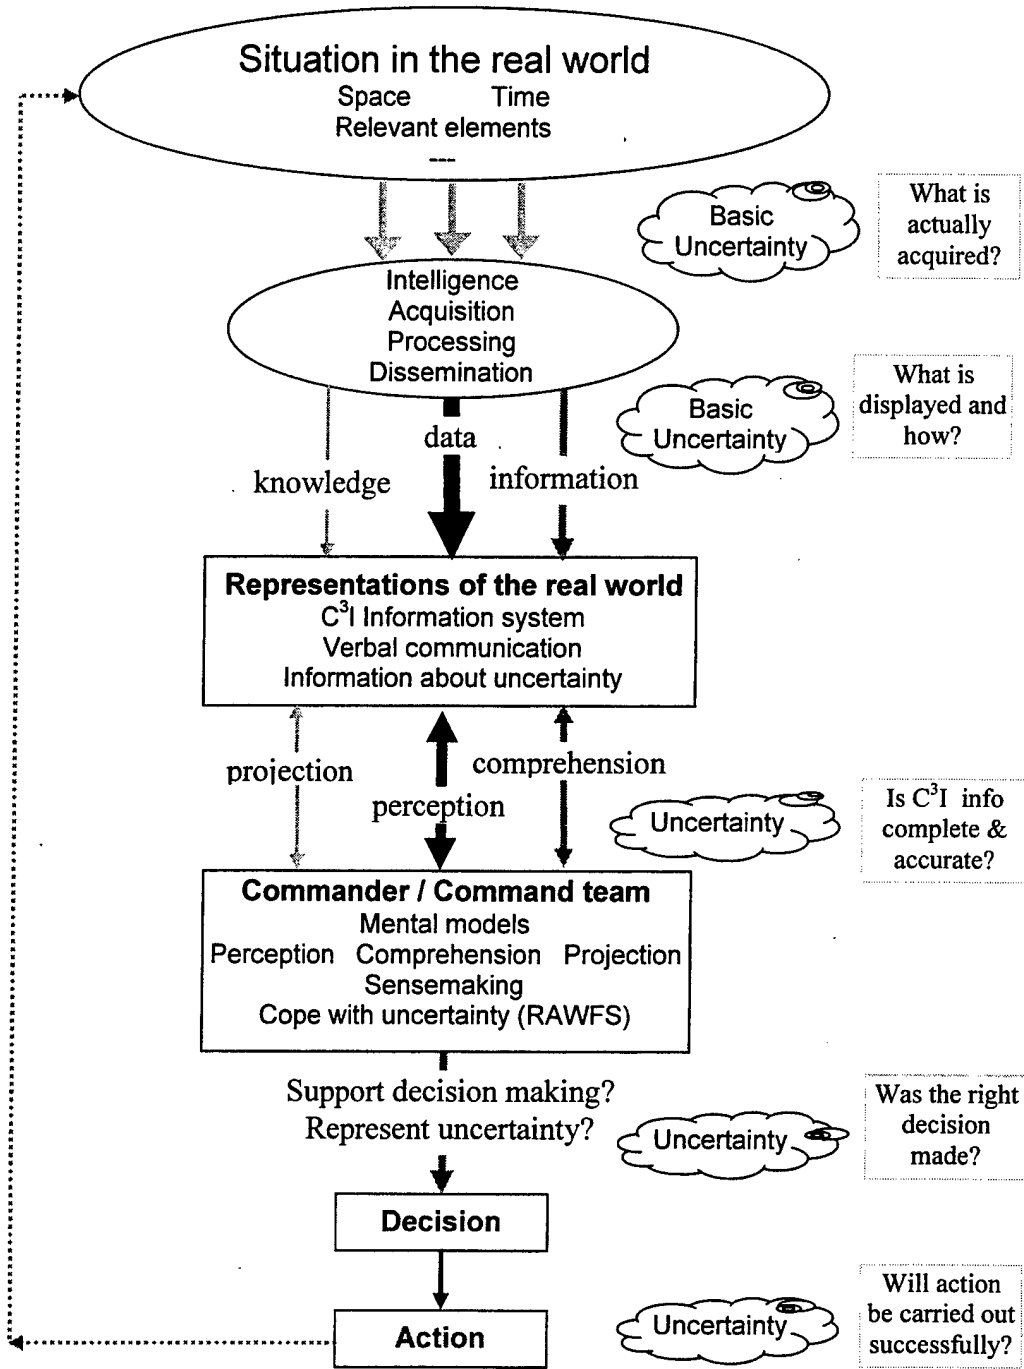 Situation in the real world
Space Time
Relevant elements
---
Basic
Uncertainty
What is
actually
acquired?
Intelligence
Acquisition
Processing
Dissemination
Basic
Uncertainty
What is
displayed and
how?
data
knowledge
information
Representations of the real world
C³I Information system
Verbal communication
Information about uncertainty
projection
comprehension
perception
Uncertainty
Is C³I info
complete &
accurate?
Commander / Command team
Mental models
Perception Comprehension Projection
Sensemaking
Cope with uncertainty (RAWFS)
Support decision making?
Represent uncertainty?
Uncertainty
Was the right
decision
made?
Decision
Action
Uncertainty
Will action
be carried out
successfully?